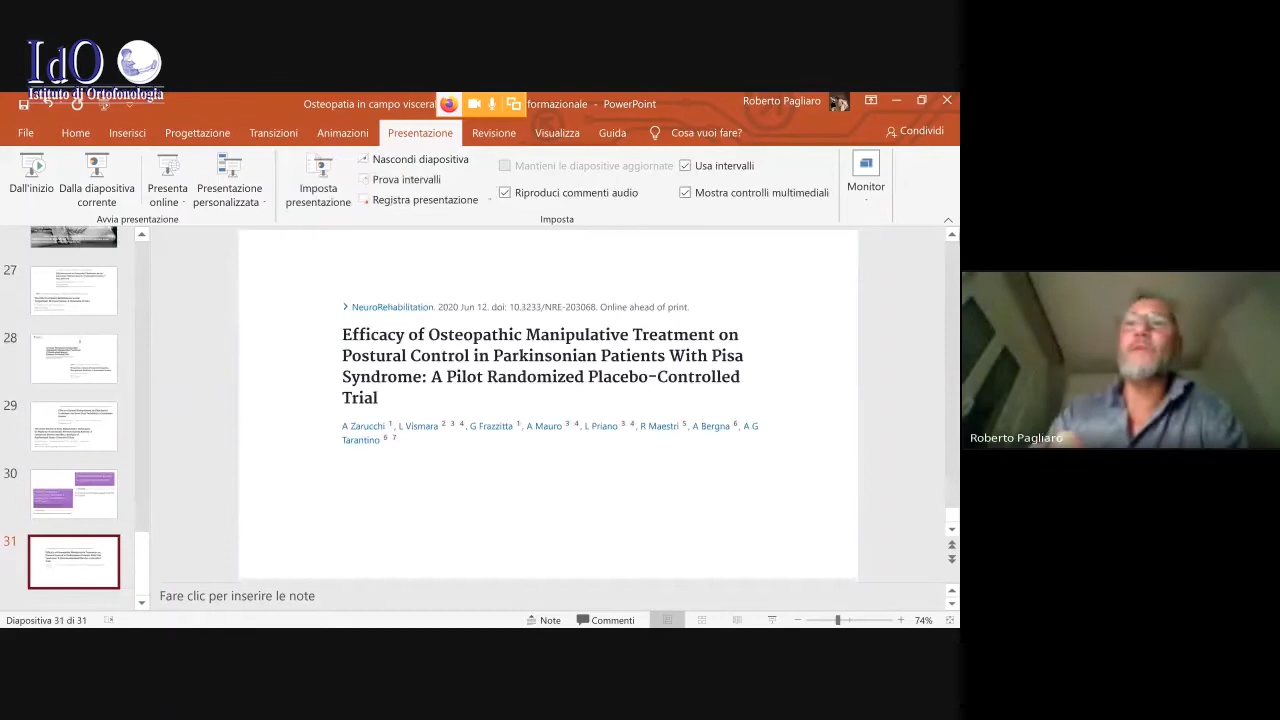 IdO
Istituto di Ortofonologia
Osteopatia in campo visceral formazionale - PowerPoint
Roberto Pagliaro
File Home Inserisci Progettazione Transizioni Animazioni Presentazione Revisione Visualizza Guida Cosa vuoi fare? Condividi
Dall'inizio
Dalla diapositiva corrente
Presenta online
Presentazione personalizzata
Avvia presentazione
Imposta presentazione
Nascondi diapositiva
Prova intervalli
Registra presentazione
Mantieni le diapositive aggiornate
Riproduci commenti audio
Usa intervalli
Mostra controlli multimediali
Imposta
Monitor
27
28
29
30
31
NeuroRehabilitation. 2020 Jun 12. doi: 10.3233/NRE-203068. Online ahead of print.
Efficacy of Osteopathic Manipulative Treatment on
Postural Control in Parkinsonian Patients With Pisa
Syndrome: A Pilot Randomized Placebo-Controlled
Trial
A Zarucchi 1, L Vismara 2 3 4, G Frazzitta 1, A Mauro 3 4, L Priano 3 4, R Maestri 5, A Bergna 6, A G
Tarantino 6 7
Fare clic per inserire le note
Diapositiva 31 di 31
Note
Commenti
74%
Roberto Pagliaro